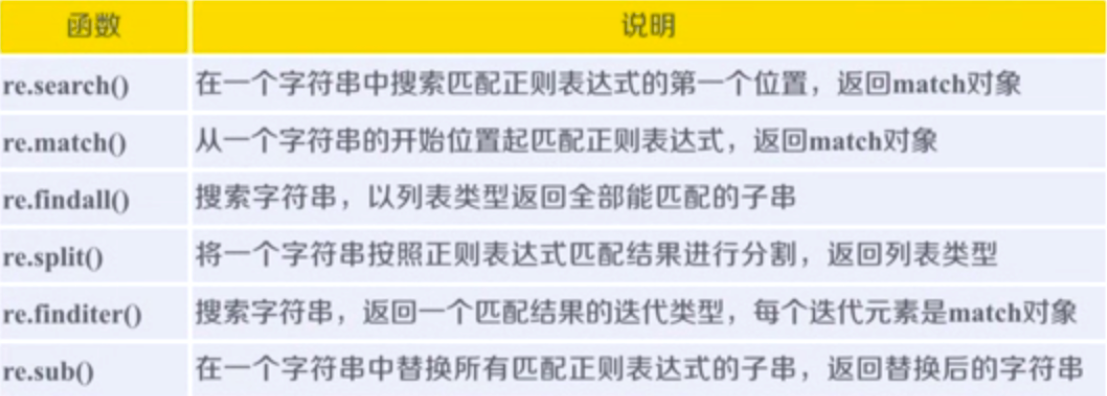 函数 说明
re.search() 在一个字符串中搜索匹配正则表达式的第一个位置，返回match对象
re.match() 从一个字符串的开始位置起匹配正则表达式，返回match对象
re.findall() 搜索字符串，以列表类型返回全部能匹配的子串
re.split() 将一个字符串按照正则表达式匹配结果进行分割，返回列表类型
re.finditer() 搜索字符串，返回一个匹配结果的迭代类型，每个迭代元素是match对象
re.sub() 在一个字符串中替换所有匹配正则表达式的子串，返回替换后的字符串